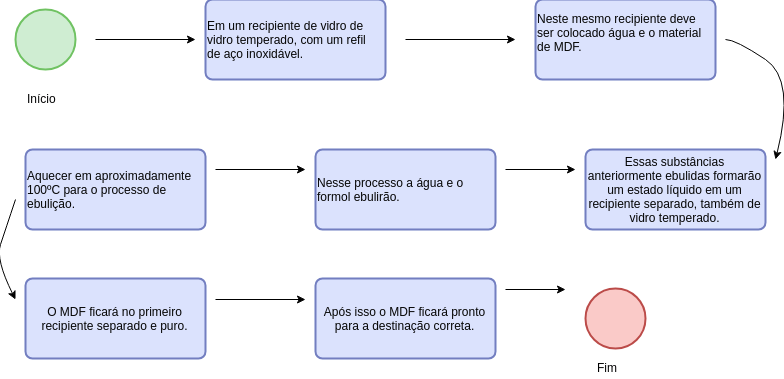 Em um recipiente de vidro de
vidro temperado, com um refil
de aço inoxidável.
Neste mesmo recipiente deve
ser colocado água e o material
de MDF.
Início
Aquecer em aproximadamente
100ºC para o processo de
ebulição.
Nesse processo a água e o
formol ebulirão.
Essas substâncias
anteriormente ebulidas formarão
um estado líquido em um
recipiente separado, também de
vidro temperado.
O MDF ficará no primeiro
recipiente separado e puro.
Após isso o MDF ficará pronto
para a destinação correta.
Fim